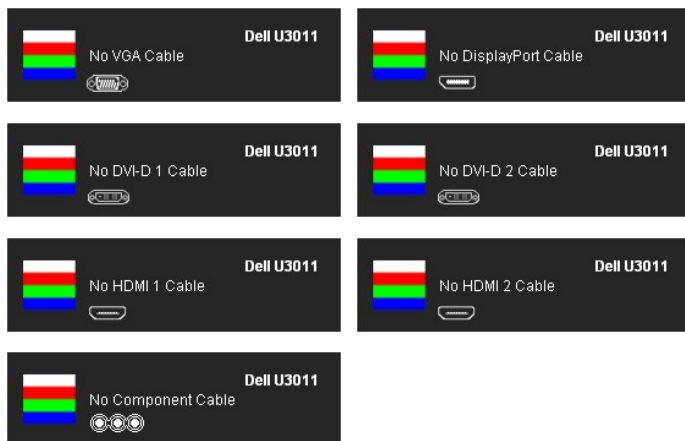 Dell U3011
No VGA Cable
Dell U3011
No DisplayPort Cable
Dell U3011
No DVI-D 1 Cable
Dell U3011
No DVI-D 2 Cable
Dell U3011
No HDMI 1 Cable
Dell U3011
No HDMI 2 Cable
Dell U3011
No Component Cable